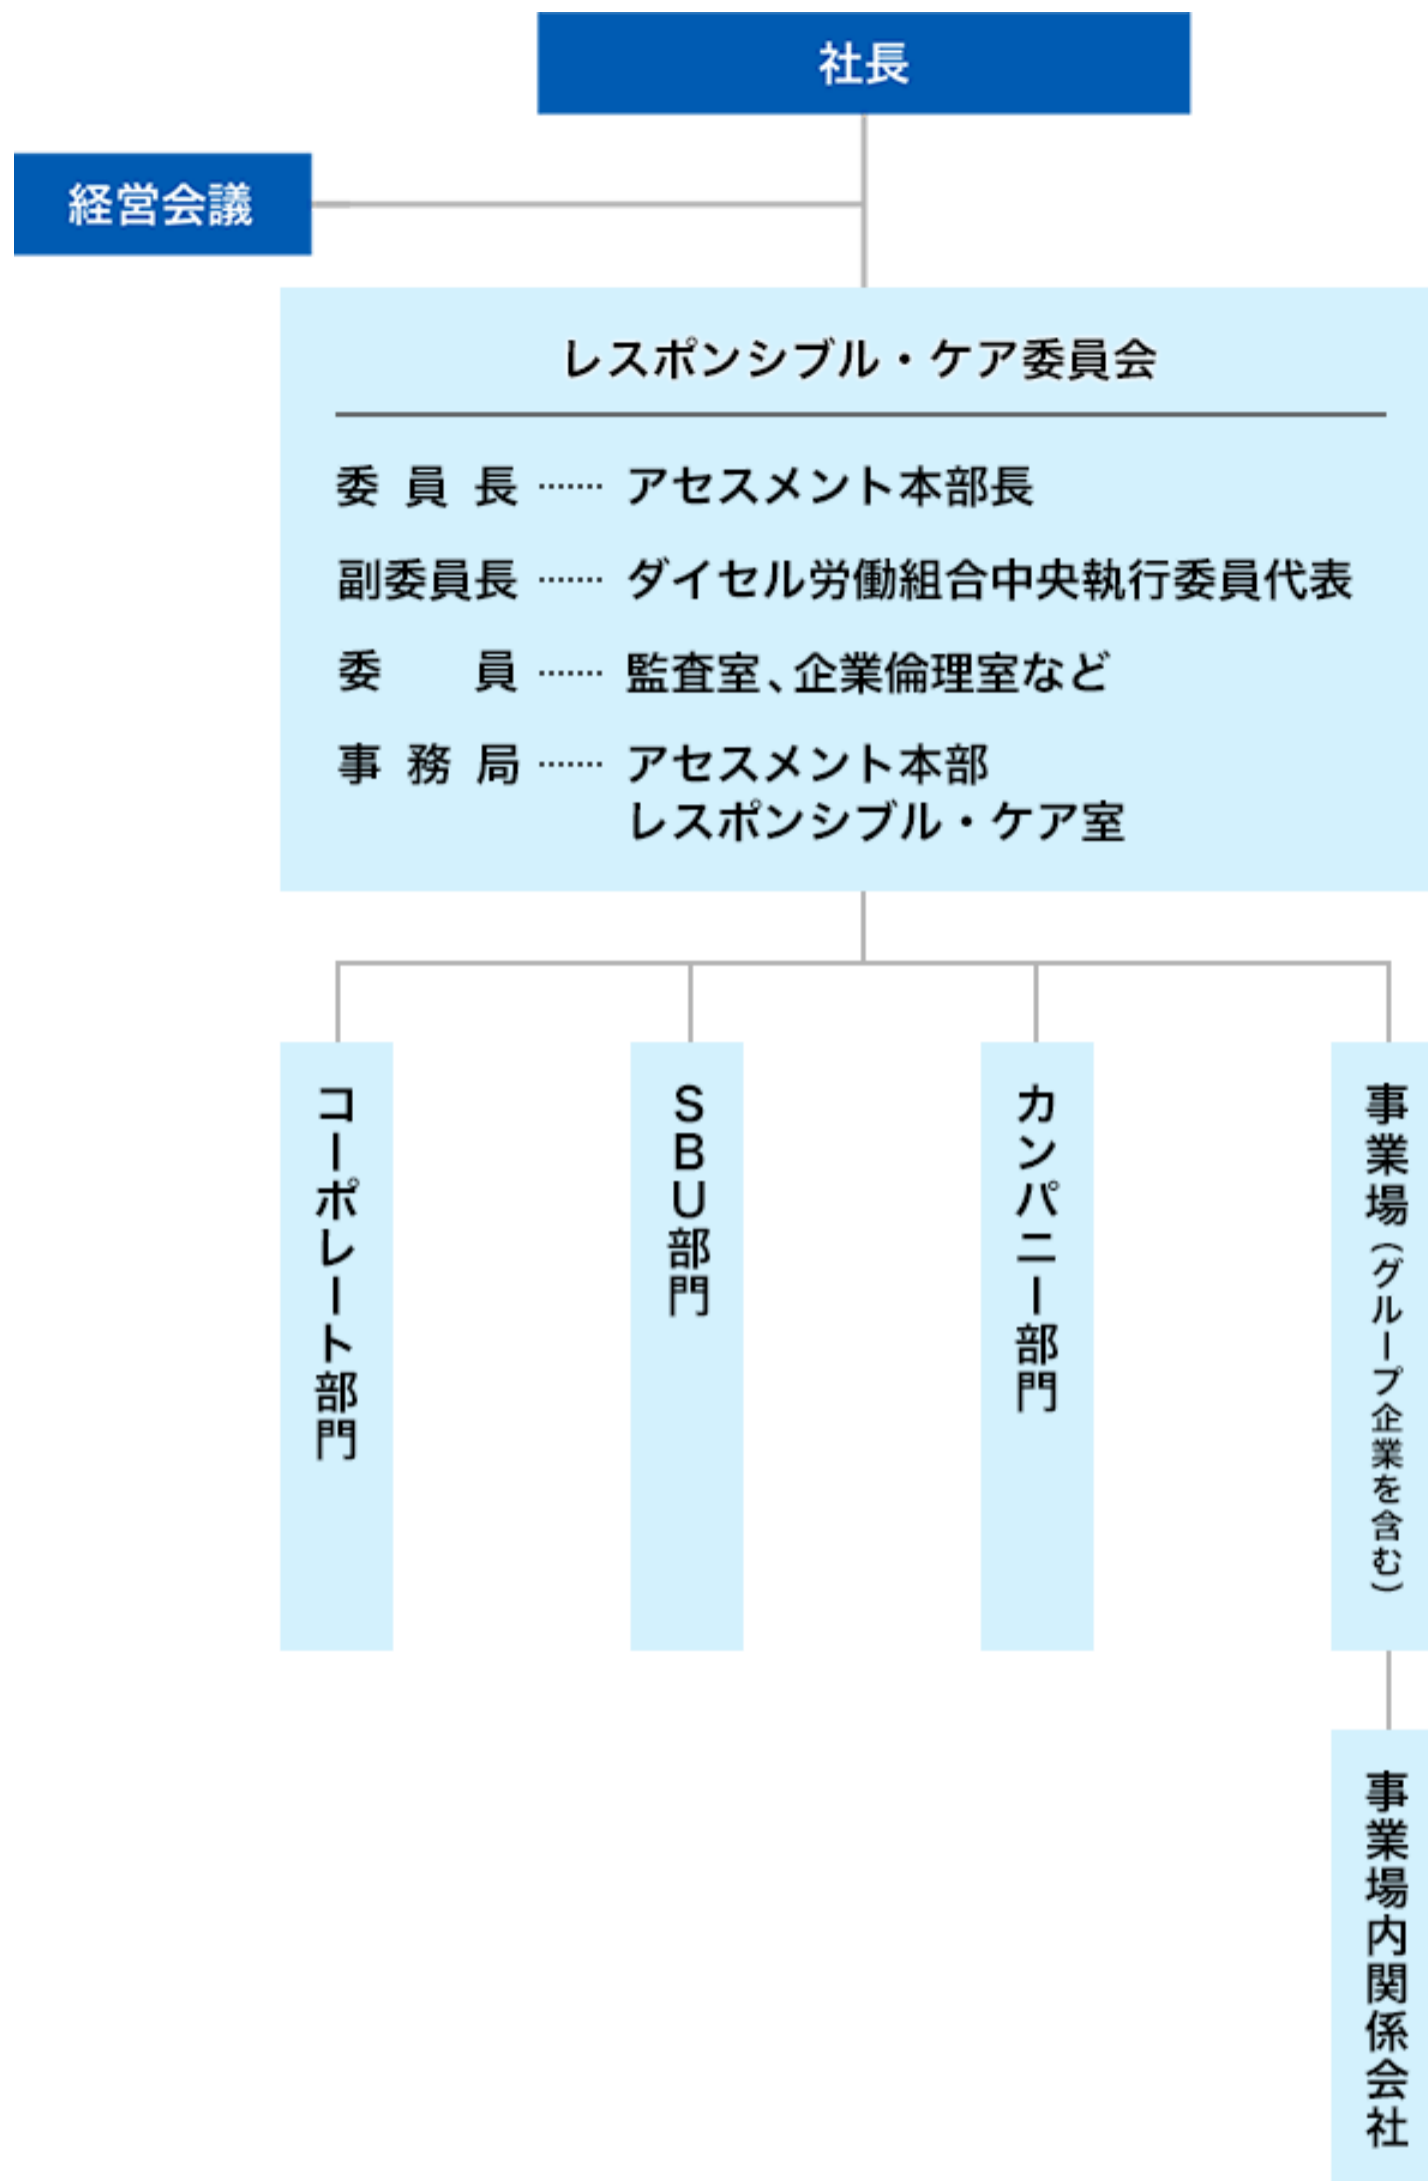 社長
経営会議
レスポンシブル・ケア委員会
委員長 ……. アセスメント本部長
副委員長 ……. ダイセル労働組合中央執行委員代表
委員 ……. 監査室、企業倫理室など
事務局 ……. アセスメント本部
レスポンシブル・ケア室
コーポレート部門
SBU部門
カンパニー部門
事業場（グループ企業を含む）
事業場内関係会社